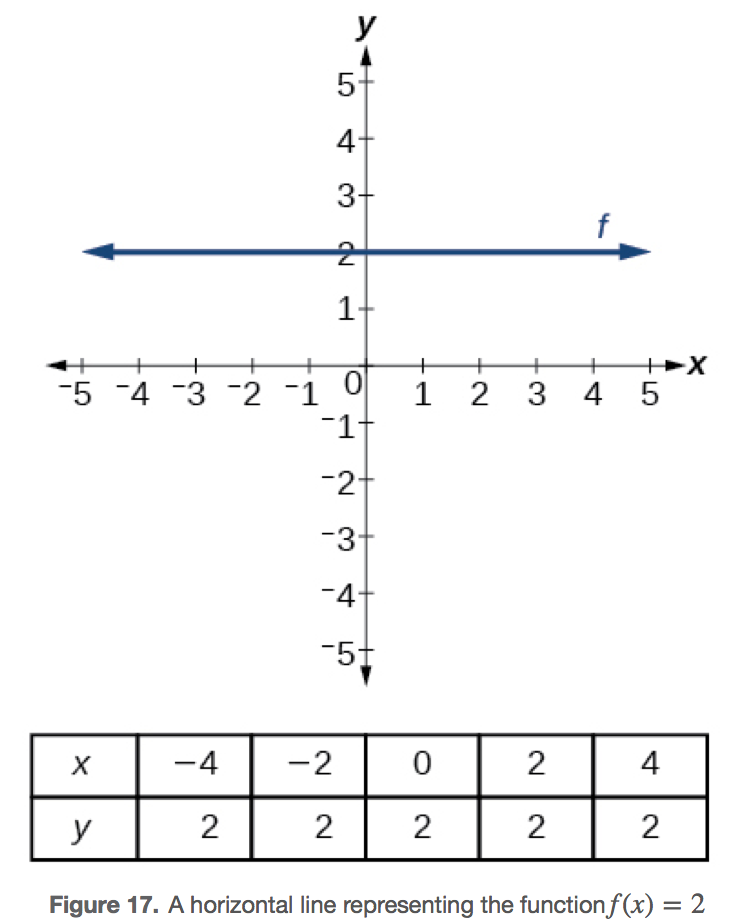 y
5
4
3
f
2
1
x
-5 -4 -3 -2 -1 0 1 2 3 4 5
-1
-2
-3
-4
-5
x −4 −2 0 2 4
y 2 2 2 2 2
Figure 17. A horizontal line representing the function f(x) = 2